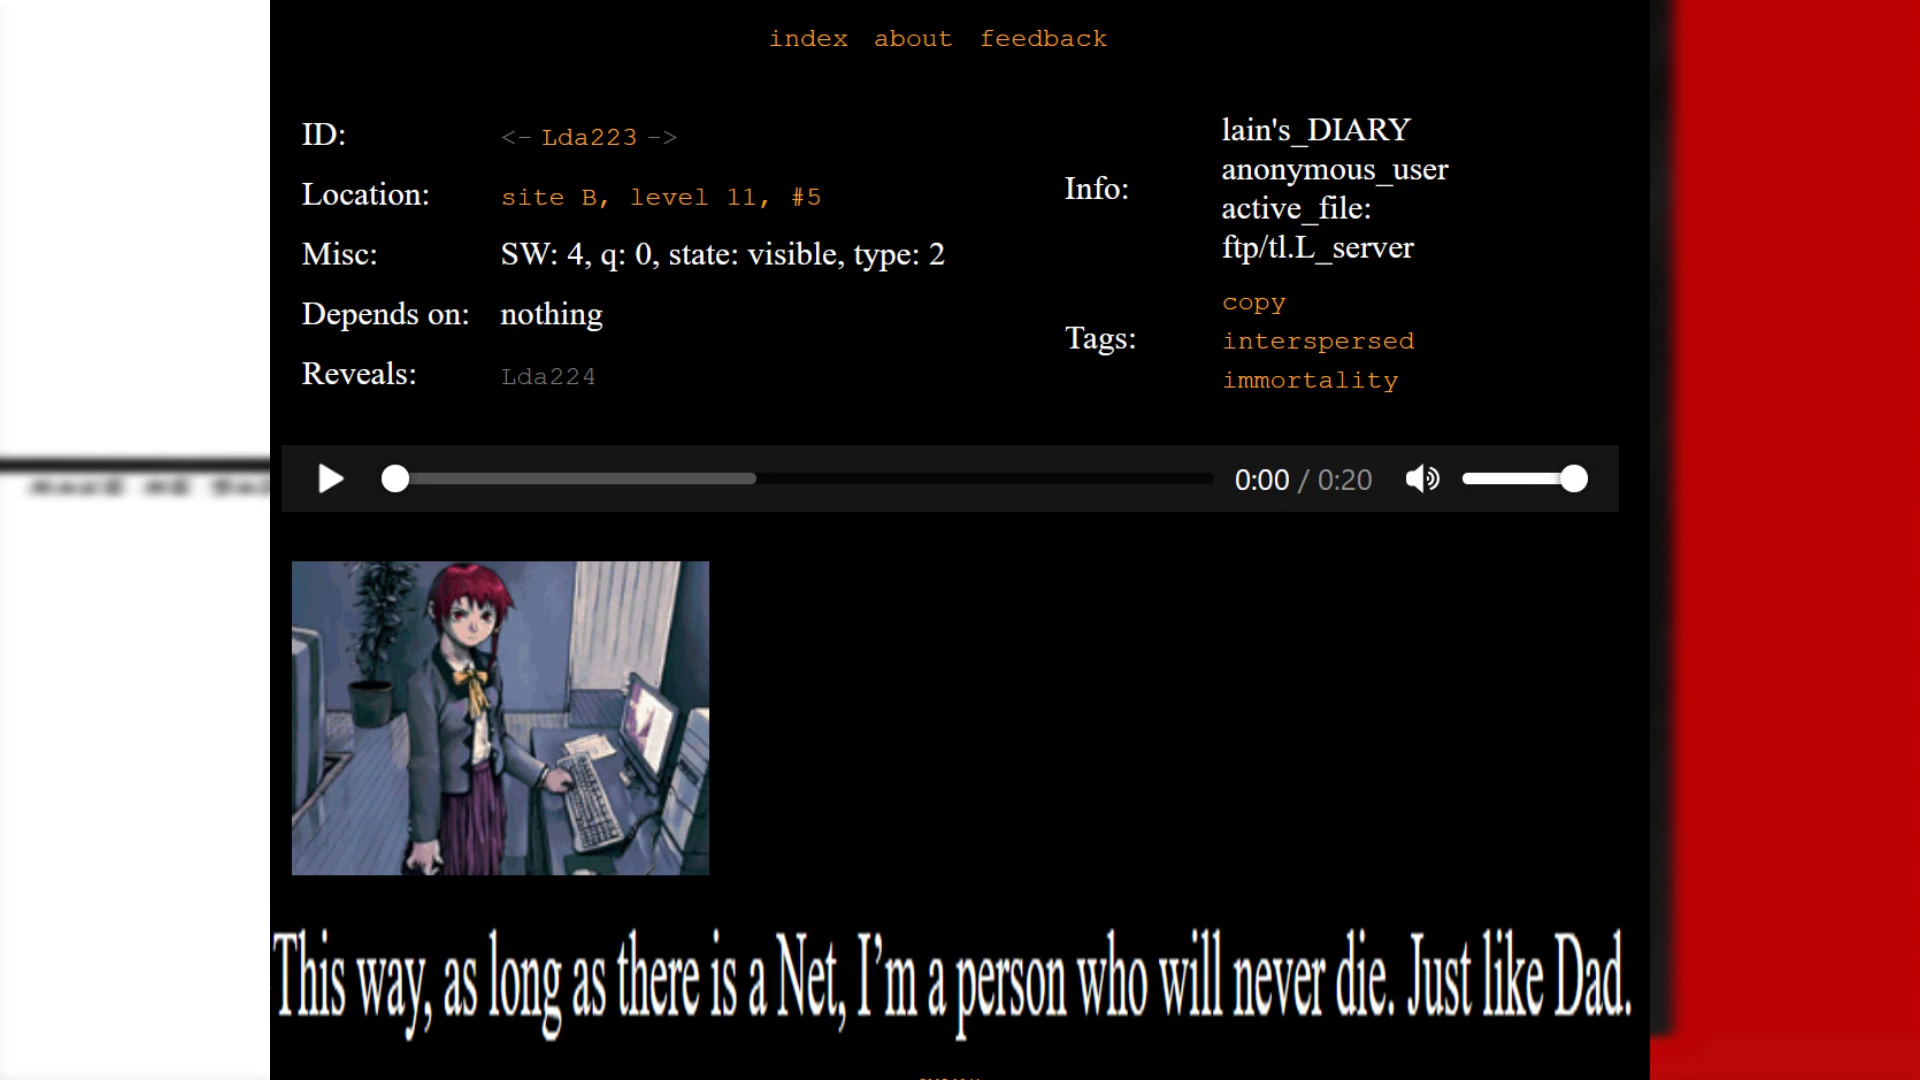 index about feedback
ID: <- Lda223 ->
Location: site B, level 11, #5
Misc: SW: 4, q: 0, state: visible, type: 2
Depends on: nothing
Reveals: Lda224
Info:
lain's_DIARY
anonymous_user
active_file:
ftp/tl.L_server
Tags:
copy
interspersed
immortality
0:00 / 0:20
This way, as long as there is a Net, I’m a person who will never die. Just like Dad.